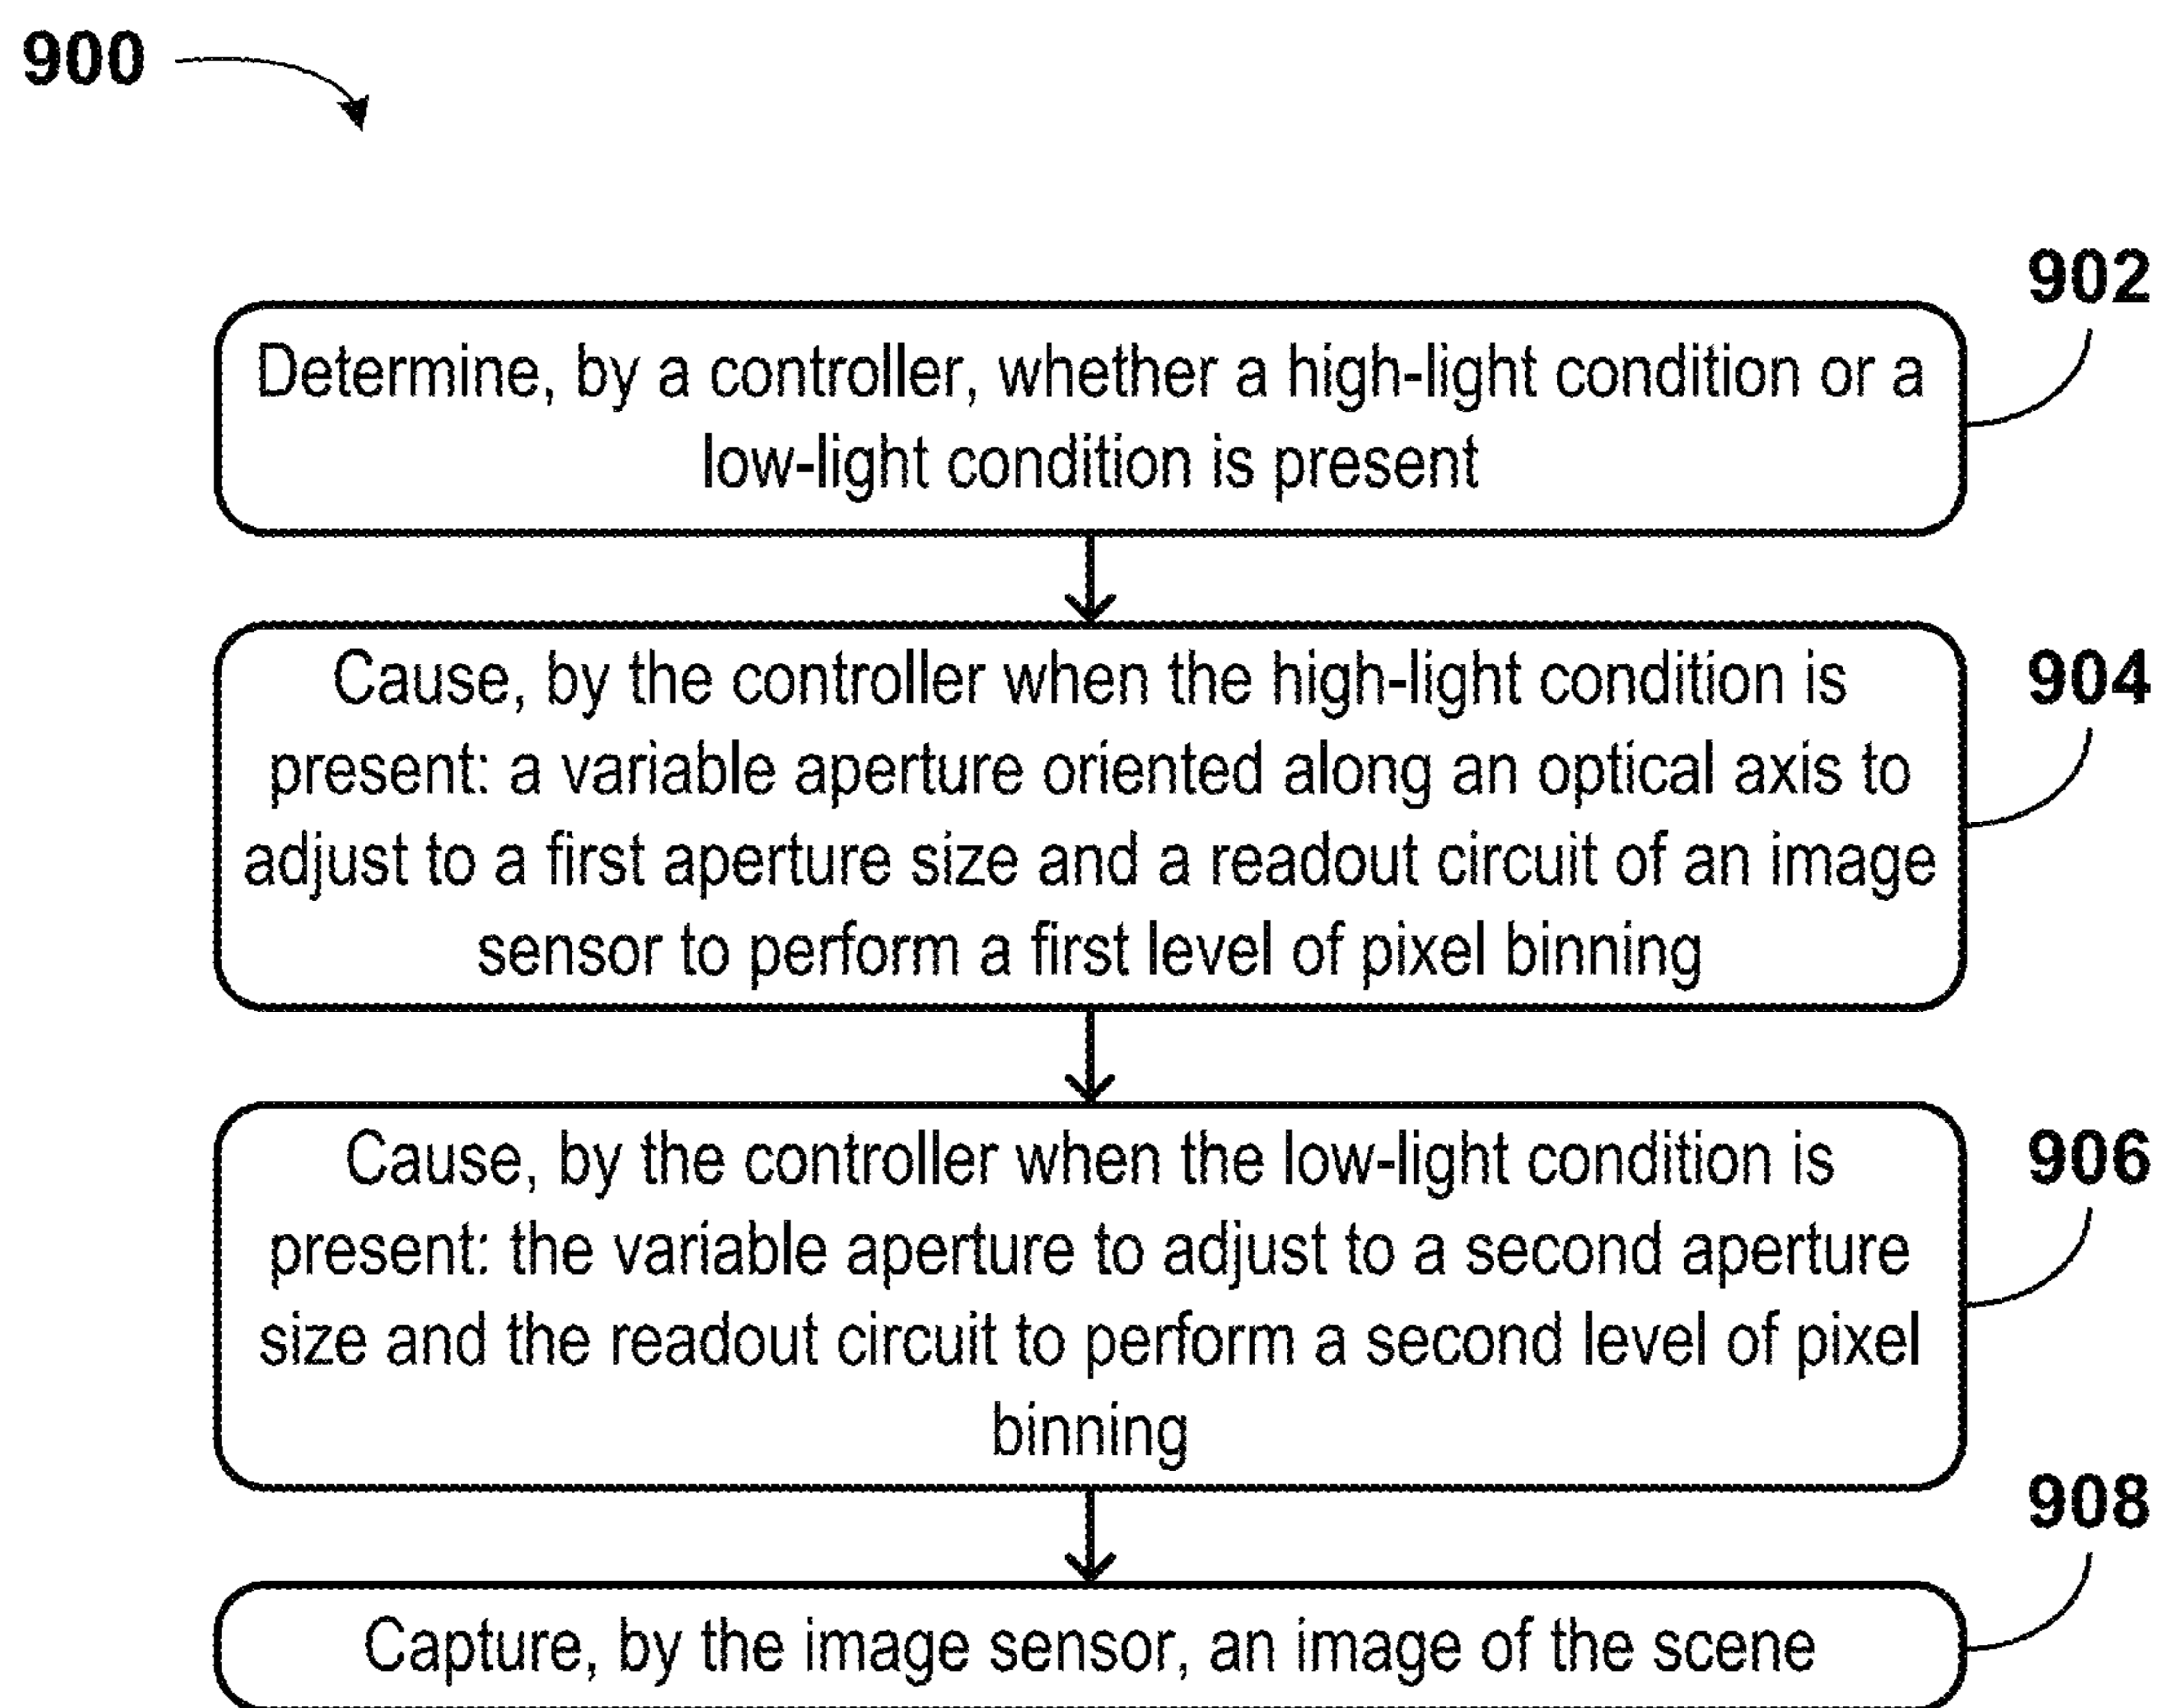 900
902
Determine, by a controller, whether a high-light condition or a
low-light condition is present
904
Cause, by the controller when the high-light condition is
present: a variable aperture oriented along an optical axis to
adjust to a first aperture size and a readout circuit of an image
sensor to perform a first level of pixel binning
906
Cause, by the controller when the low-light condition is
present: the variable aperture to adjust to a second aperture
size and the readout circuit to perform a second level of pixel
binning
908
Capture, by the image sensor, an image of the scene